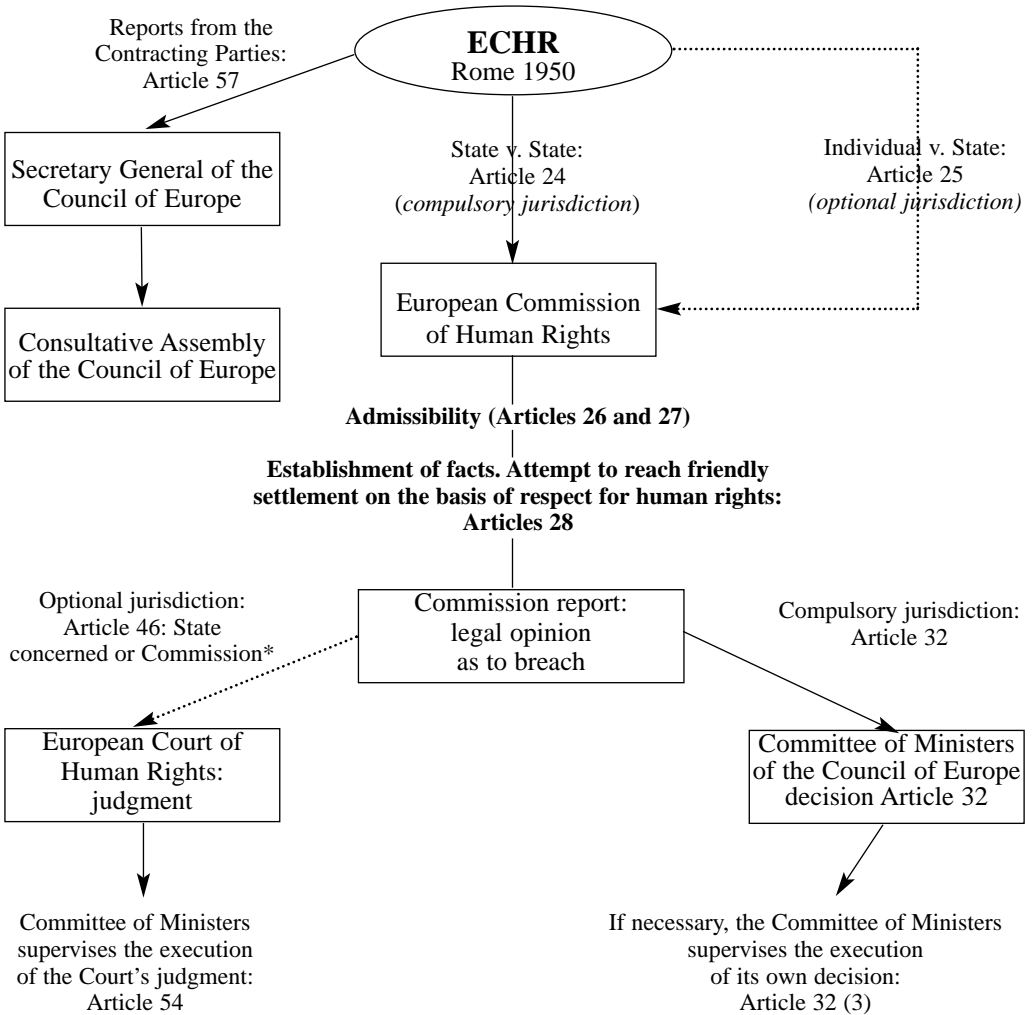 Reports from the
Contracting Parties:
Article 57
ECHR
Rome 1950
Secretary General of the
Council of Europe
State v. State:
Article 24
(compulsory jurisdiction)
Individual v. State:
Article 25
(optional jurisdiction)
Consultative Assembly
of the Council of Europe
European Commission
of Human Rights
Admissibility (Articles 26 and 27)
Establishment of facts. Attempt to reach friendly
settlement on the basis of respect for human rights:
Articles 28
Optional jurisdiction:
Article 46: State
concerned or Commission*
Commission report:
legal opinion
as to breach
Compulsory jurisdiction:
Article 32
European Court of
Human Rights:
judgment
Committee of Ministers
of the Council of Europe
decision Article 32
Committee of Ministers
supervises the execution
of the Court's judgment:
Article 54
If necessary, the Committee of Ministers
supervises the execution
of its own decision:
Article 32 (3)